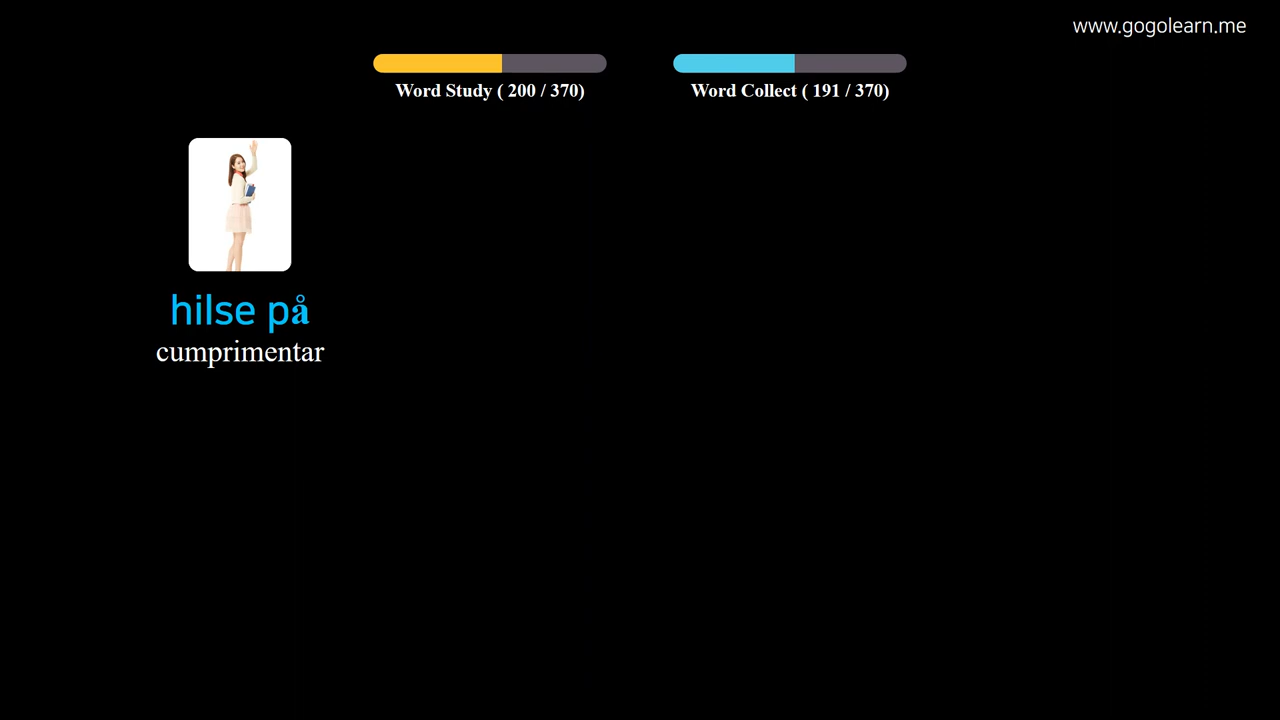 www.gogolearn.me
Word Study ( 200 / 370)
Word Collect ( 191 / 370)
hilse på
cumprimentar